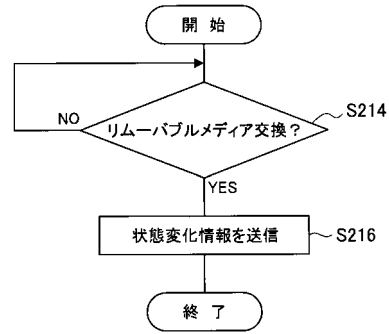 開 始
リムーバブルメディア交換？
S214
NO
YES
状態変化情報を送信
S216
終 了